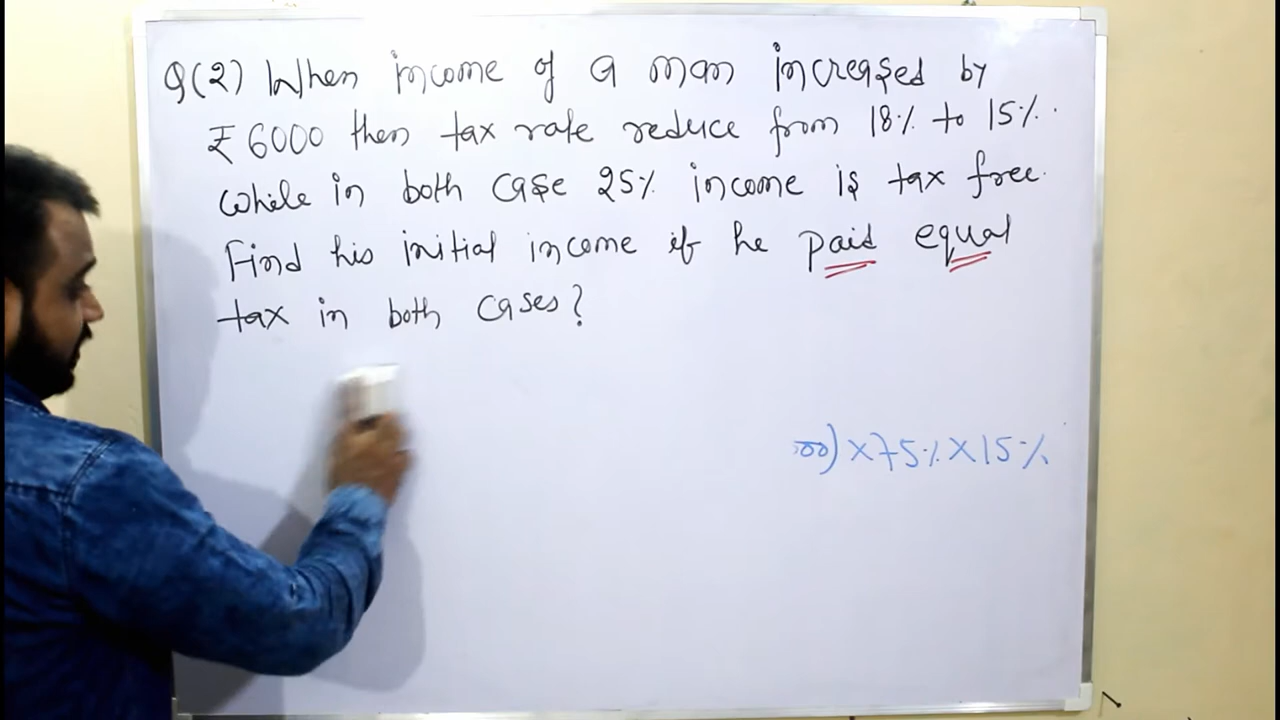 Q(2) When income of a man increased by
₹ 6000 then tax rate reduce from 18% to 15%.
While in both case 25% income is tax free.
Find his initial income if he paid equal
tax in both cases?
00) × 75% × 15%